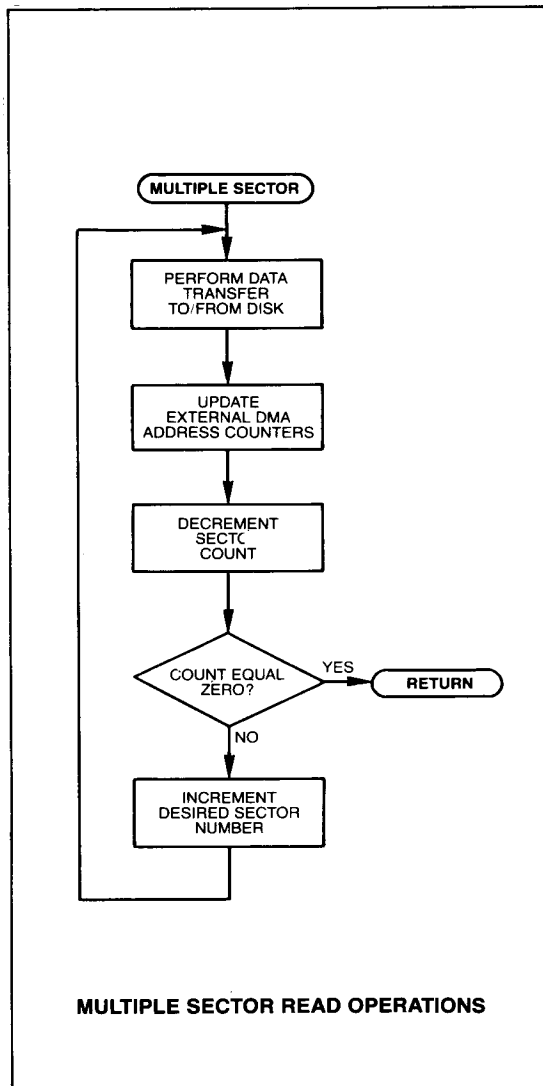 MULTIPLE SECTOR
PERFORM DATA
TRANSFER
TO/FROM DISK
UPDATE
EXTERNAL DMA
ADDRESS COUNTERS
DECREMENT
SECTO
COUNT
COUNT EQUAL
ZERO?
YES
RETURN
NO
INCREMENT
DESIRED SECTOR
NUMBER
MULTIPLE SECTOR READ OPERATIONS